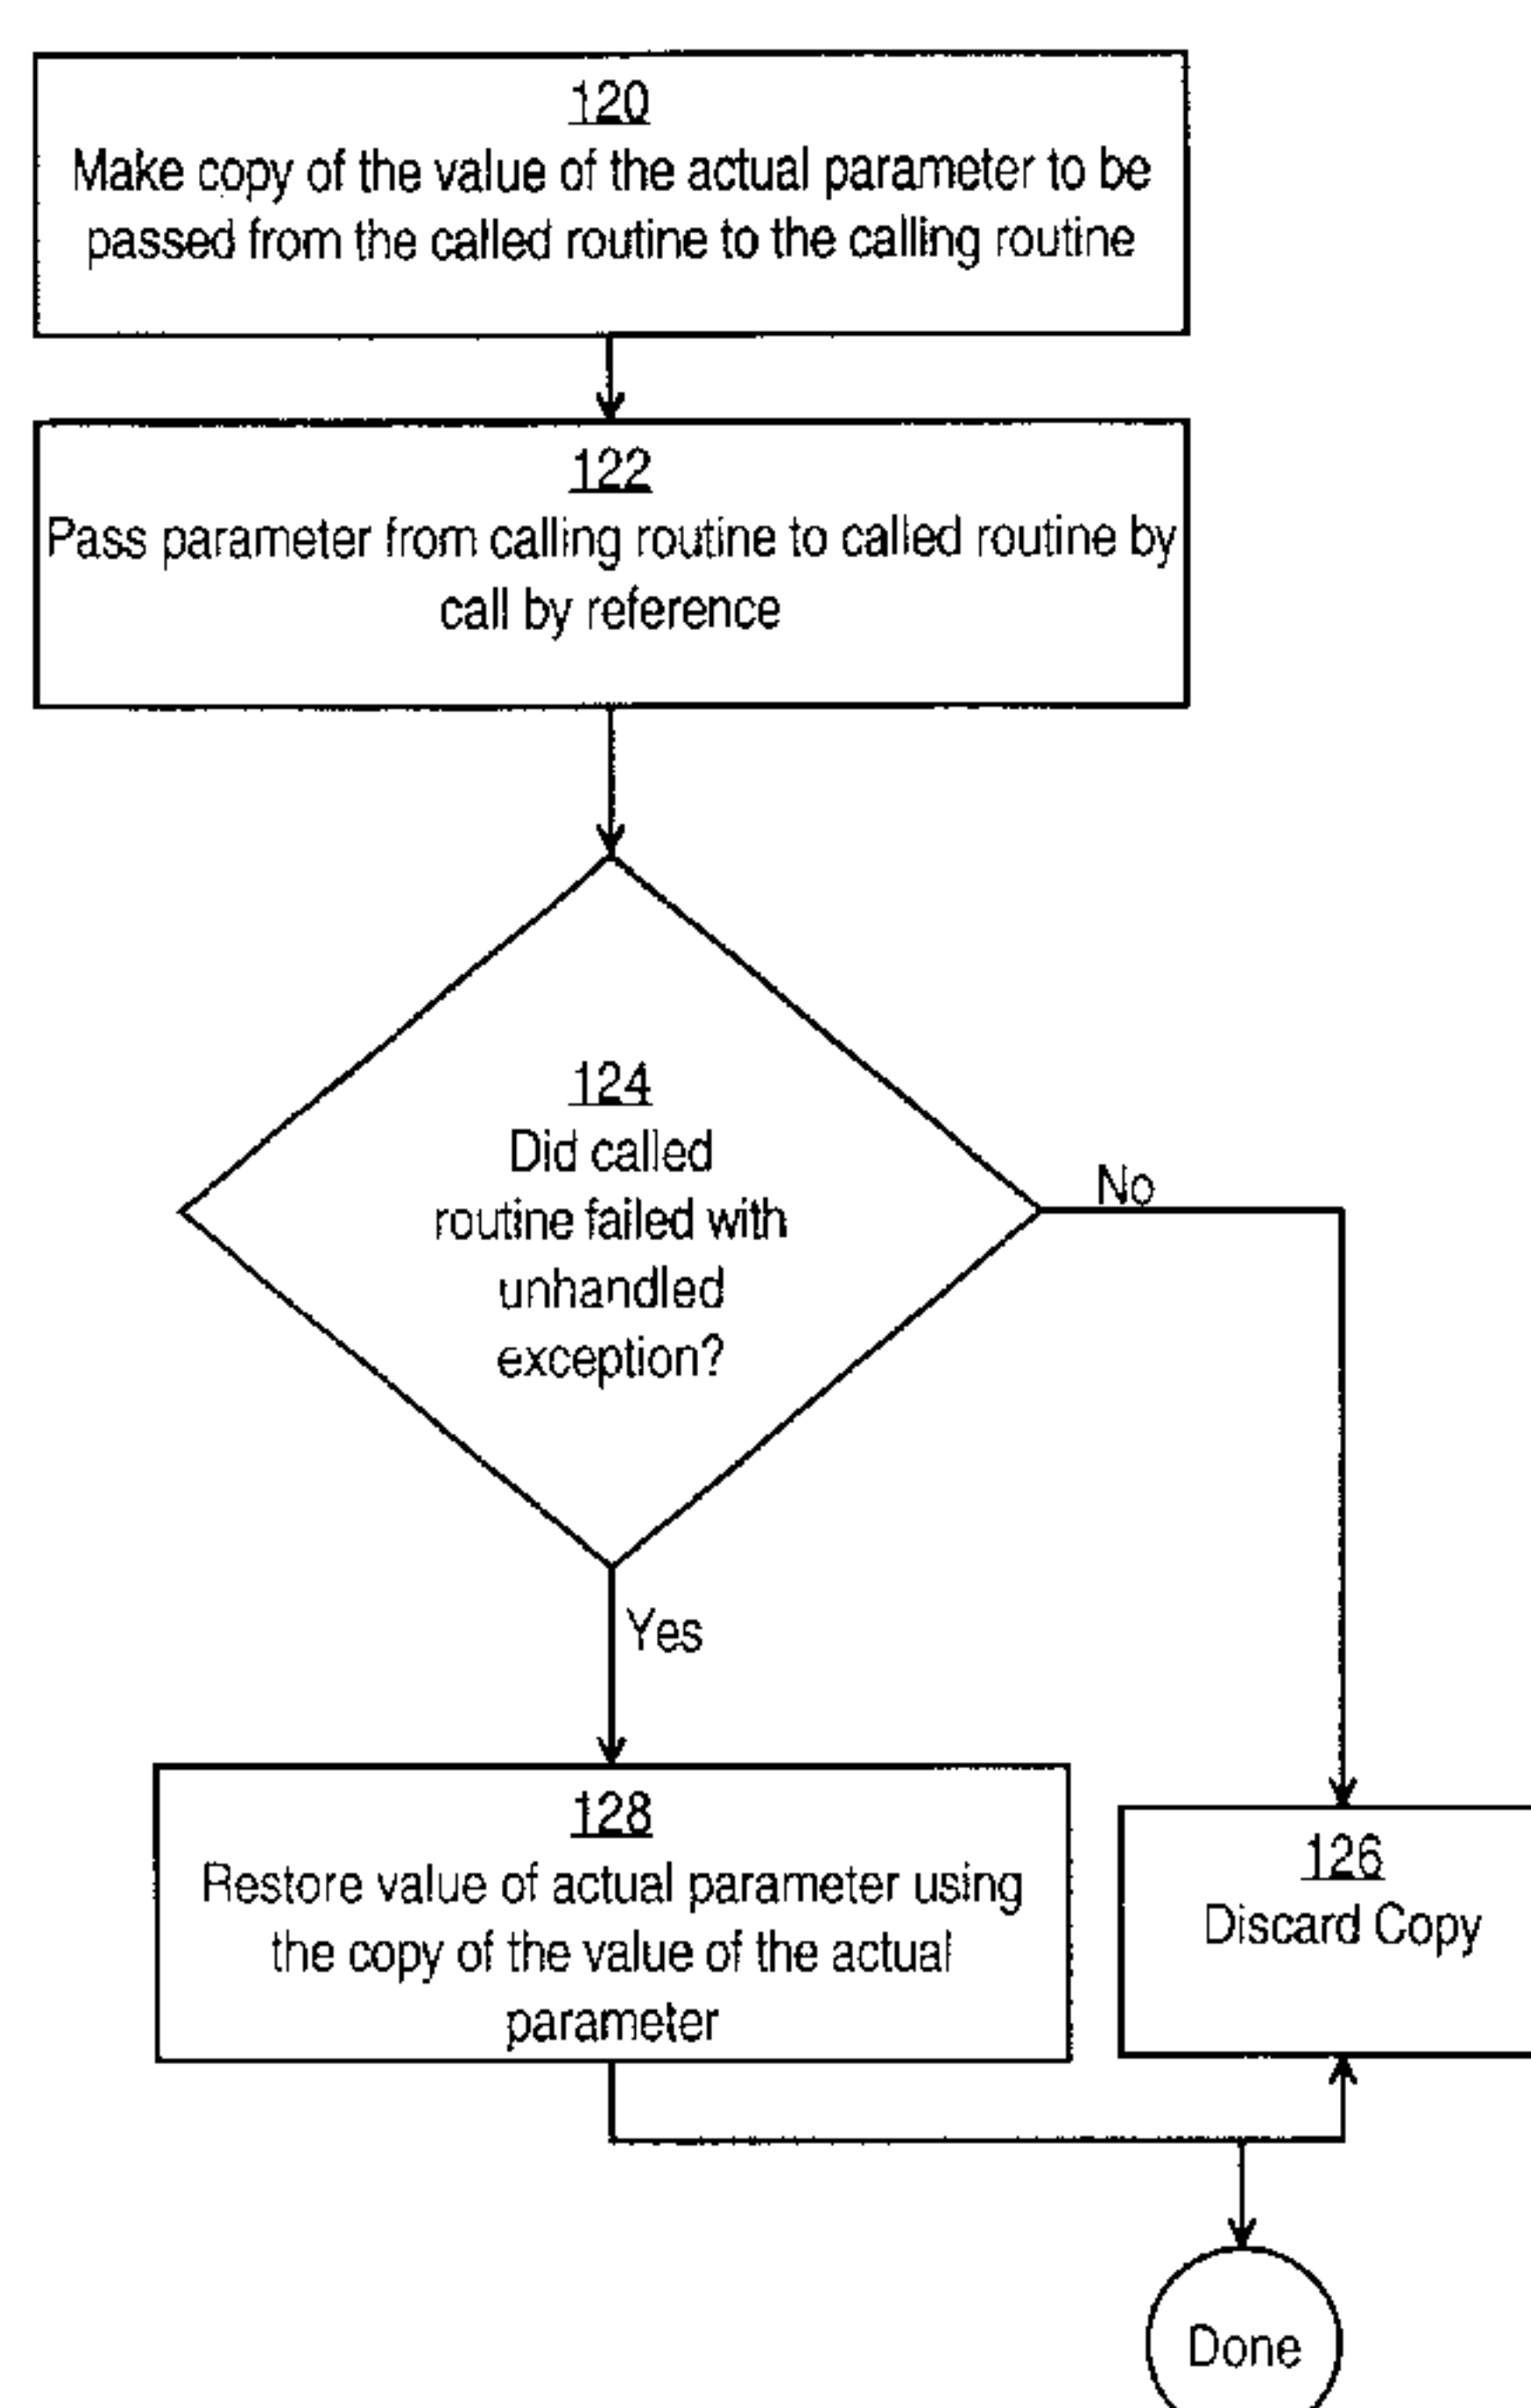 120
Make copy of the value of the actual parameter to be
passed from the called routine to the calling routine
122
Pass parameter from calling routine to called routine by
call by reference
124
Did called
routine failed with
unhandled
exception?
No
Yes
128
Restore value of actual parameter using
the copy of the value of the actual
parameter
126
Discard Copy
Done